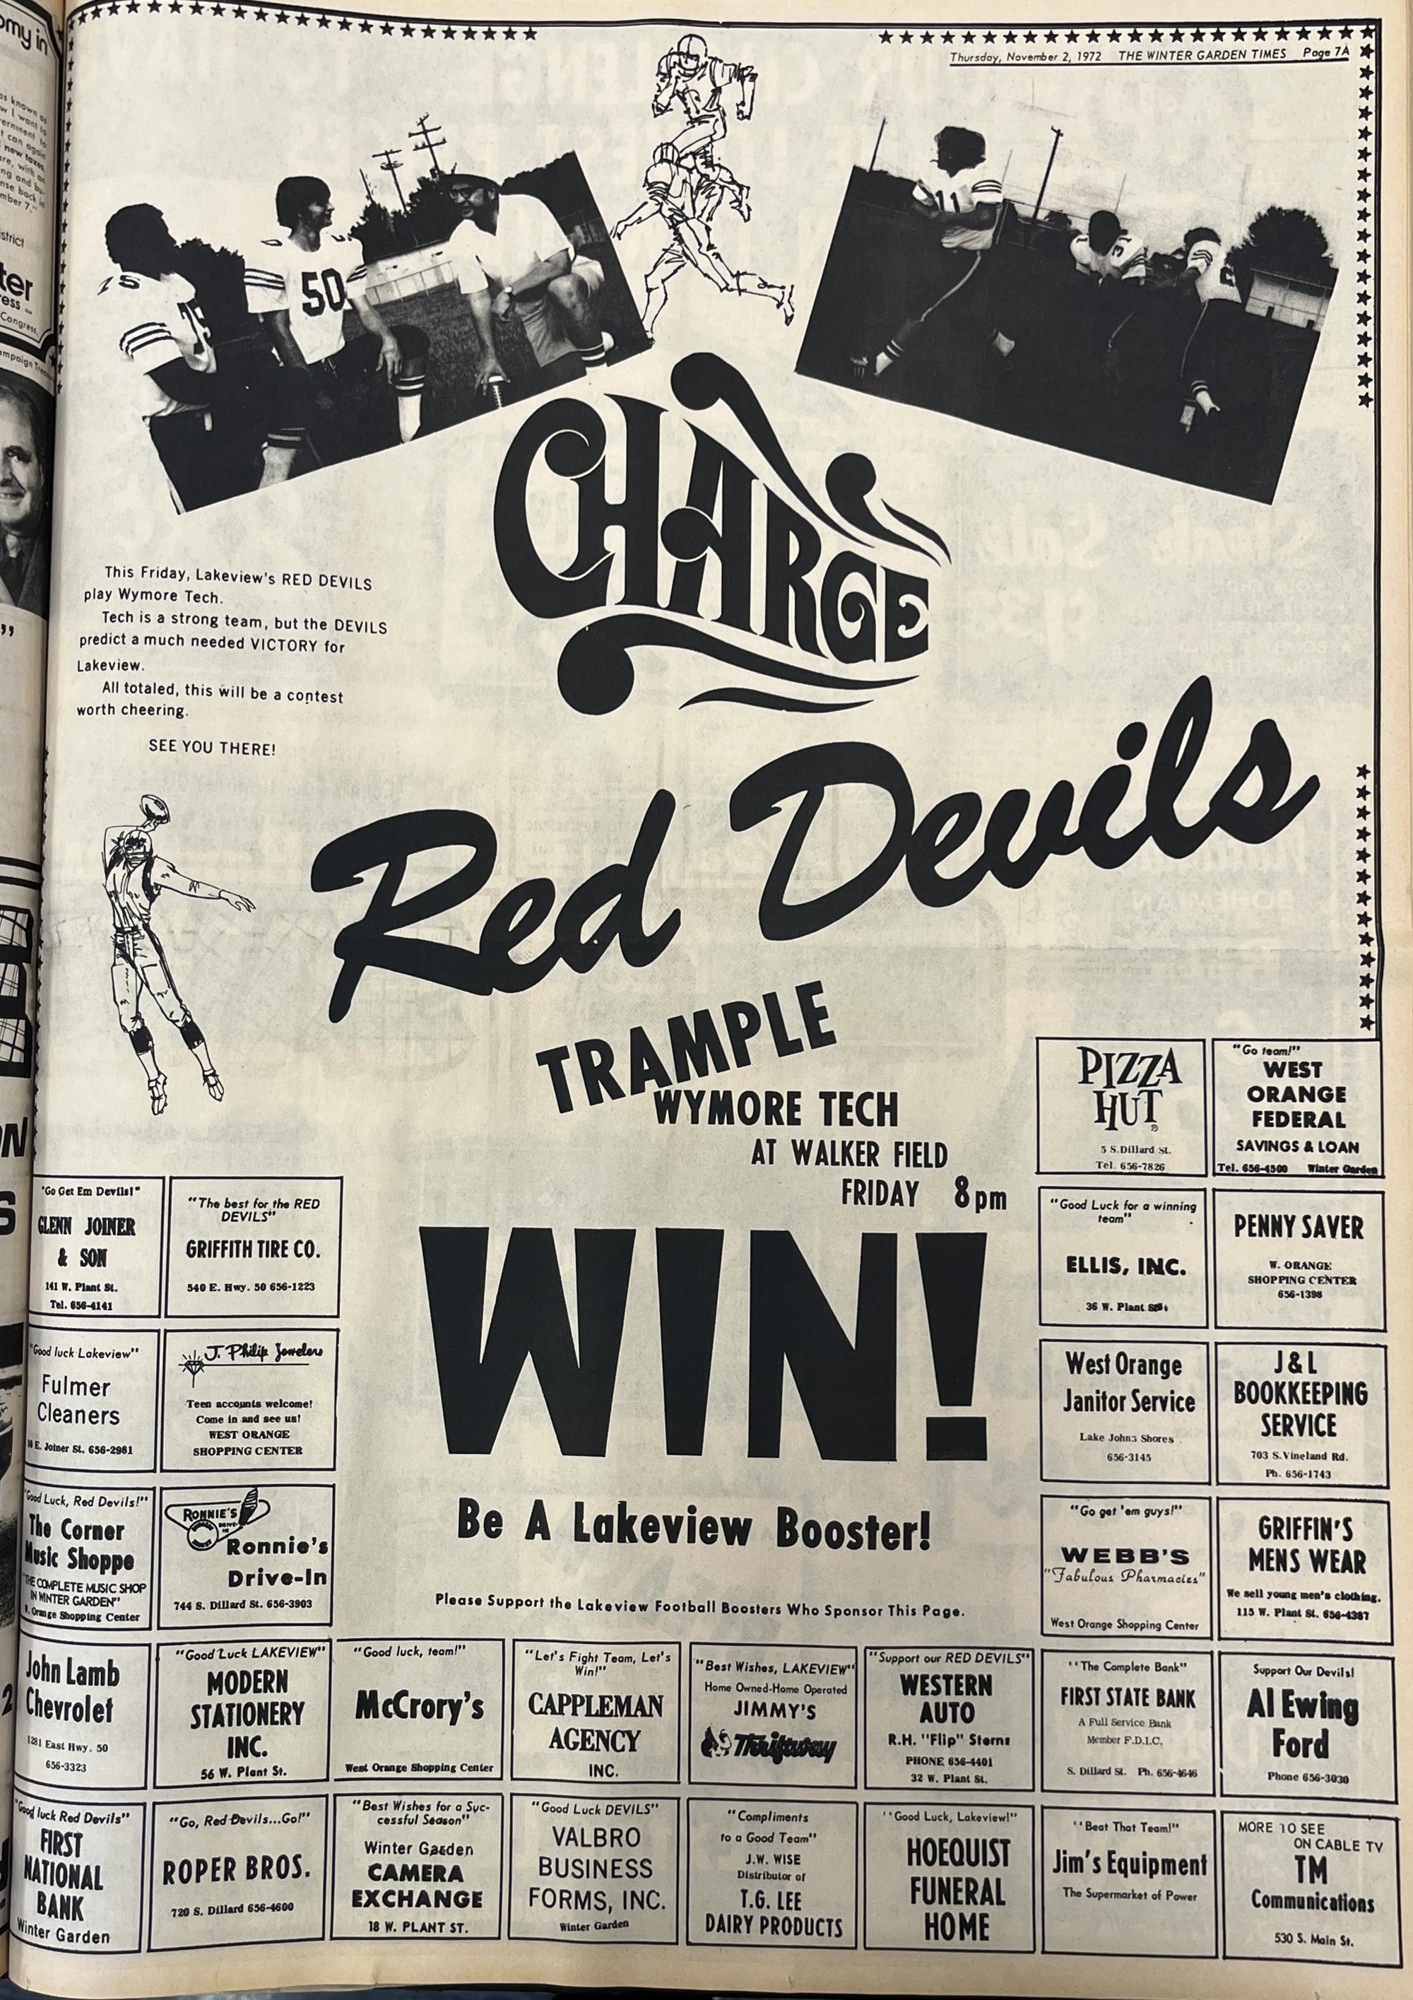 Thursday, November 2, 1972 THE WINTER GARDEN TIMES Page 7A
11
50
CHARGE
This Friday, Lakeview's RED DEVILS
play Wymore Tech.
Tech is a strong team, but the DEVILS
predict a much needed VICTORY for
Lakeview.
All totaled, this will be a contest
worth cheering.
SEE YOU THERE!
Red Devils
TRAMPLE
WYMORE TECH
AT WALKER FIELD
FRIDAY 8pm
WIN!
Be A Lakeview Booster!
Please Support the Lakeview Football Boosters Who Sponsor This Page.
PIZZA
HUT®
5 S.Dillard St.
Tel. 656-7826
"Go team!"
WEST
ORANGE
FEDERAL
SAVINGS & LOAN
Tel. 656-4500 Winter Garden
"Go Get Em Devils!"
GLENN JOINER
& SON
141 W. Plant St.
Tel. 656-4141
"The best for the RED
DEVILS"
GRIFFITH TIRE CO.
540 E. Hwy. 50 656-1223
"Good Luck for a winning
team"
ELLIS, INC.
36 W. Plant
PENNY SAVER
W. ORANGE
SHOPPING CENTER
656-1398
"Good luck Lakeview"
Fulmer
Cleaners
E. Joiner St. 656-2981
J. Philip Jewelers
Teen accounts welcome!
Come in and see us!
WEST ORANGE
SHOPPING CENTER
West Orange
Janitor Service
Lake Johns Shores
656-3145
J & L
BOOKKEEPING
SERVICE
703 S.Vineland Rd.
Ph. 656-1743
"Good Luck, Red Devils!"
The Corner
Music Shoppe
"THE COMPLETE MUSIC SHOP
IN WINTER GARDEN"
W. Orange Shopping Center
RONNIE'S
DRIVE-IN
Ronnie's
Drive-In
744 S. Dillard St. 656-3903
"Go get 'em guys!"
WEBB'S
"Fabulous Pharmacies"
West Orange Shopping Center
GRIFFIN'S
MENS WEAR
We sell young men's clothing.
115 W. Plant St. 656-4387
John Lamb
Chevrolet
1281 East Hwy. 50
656-3323
"Good Luck LAKEVIEW"
MODERN
STATIONERY
INC.
56 W. Plant St.
"Good luck, team!"
McCrory's
West Orange Shopping Center
"Let's Fight Team, Let's
Win!"
CAPPLEMAN
AGENCY
INC.
"Best Wishes, LAKEVIEW"
Home Owned-Home Operated
JIMMY'S
Thriftway
"Support our RED DEVILS"
WESTERN
AUTO
R.H. "Flip" Sterns
PHONE 656-4401
32 W. Plant St.
"The Complete Bank"
FIRST STATE BANK
A Full Service Bank
Member F.D.I.C.
S. Dillard St. Ph. 656-4646
Support Our Devils!
Al Ewing
Ford
Phone 656-3030
"Good luck Red Devils"
FIRST
NATIONAL
BANK
Winter Garden
"Go, Red Devils...Go!"
ROPER BROS.
720 S. Dillard 656-4600
"Best Wishes for a Suc-
cessful Season"
Winter Garden
CAMERA
EXCHANGE
18 W. PLANT ST.
"Good Luck DEVILS"
VALBRO
BUSINESS
FORMS, INC.
Winter Garden
"Compliments
to a Good Team"
J.W. WISE
Distributor of
T.G. LEE
DAIRY PRODUCTS
"Good Luck, Lakeview!"
HOEQUIST
FUNERAL
HOME
"Beat That Team!"
Jim's Equipment
The Supermarket of Power
MORE TO SEE
ON CABLE TV
TM
Communications
530 S. Main St.